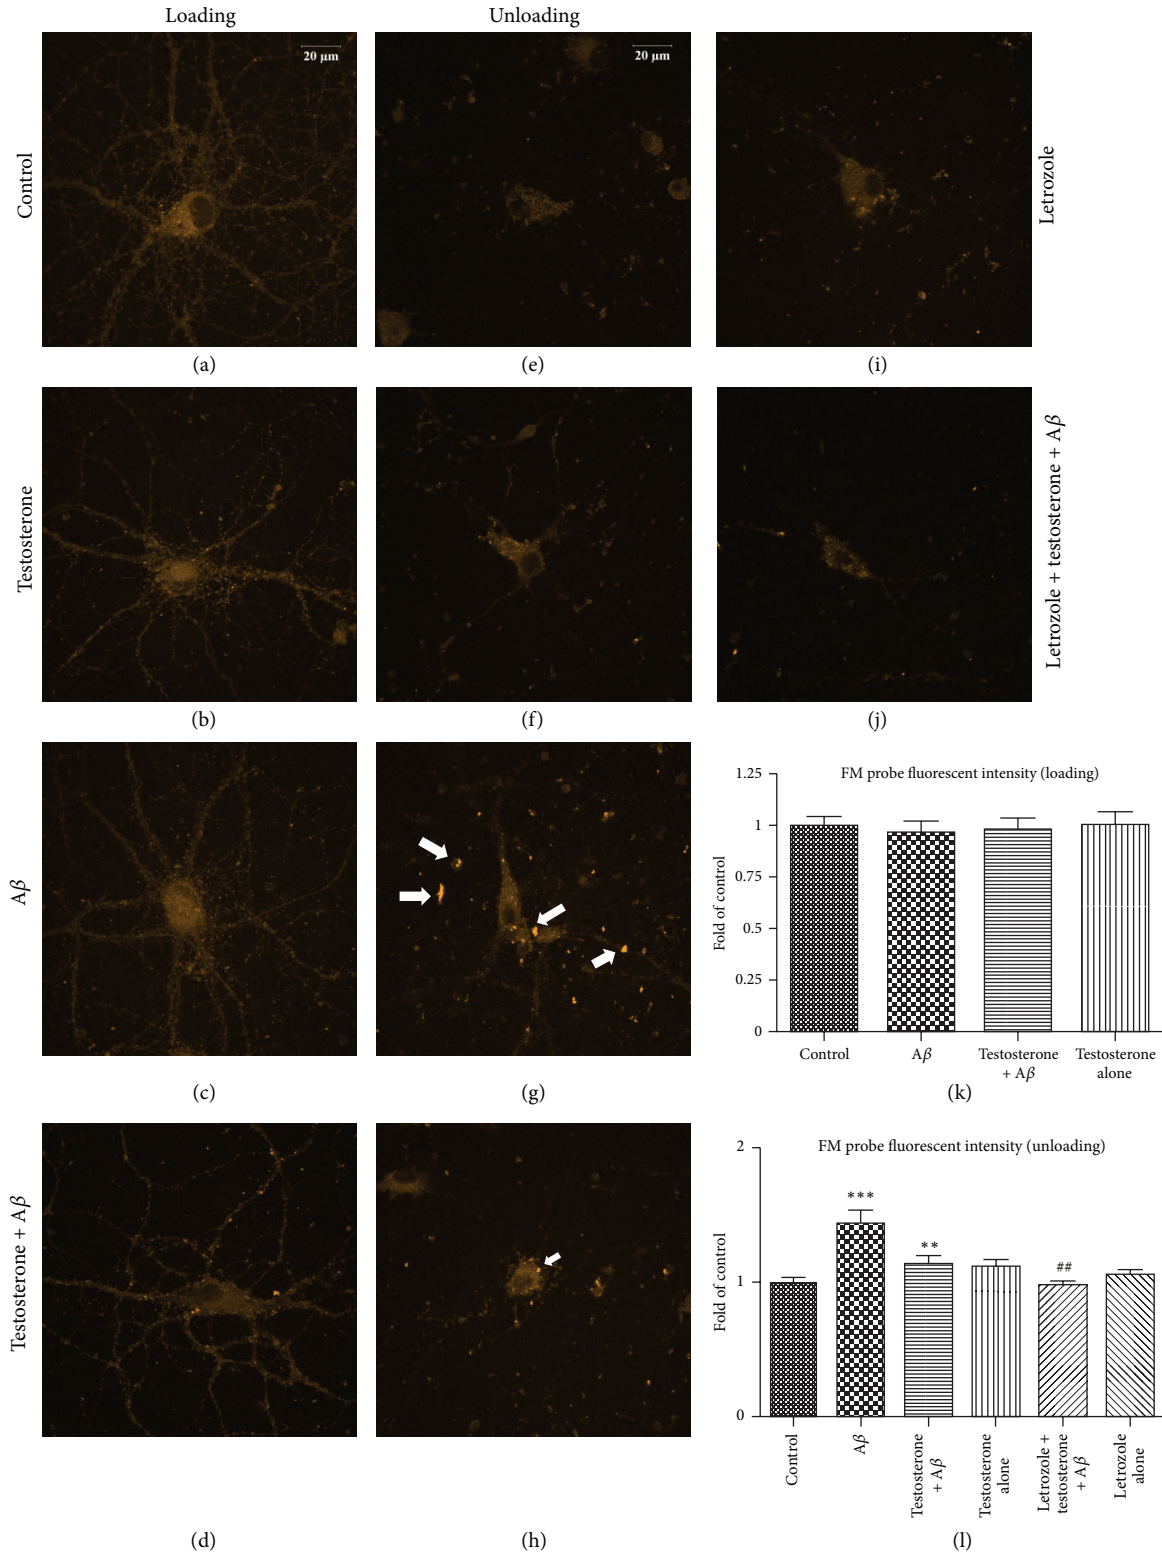 Loading
Unloading
20 μm
20 μm
Control
Letrozole
(a)
(e)
(i)
Testosterone
Letrozole + testosterone + Aβ
(b)
(f)
(j)
Aβ
(c)
(g)
FM probe fluorescent intensity (loading)
1.25
1
0.75
0.5
0.25
0
Fold of control
Control
Aβ
Testosterone
+ Aβ
Testosterone
alone
(k)
Testosterone + Aβ
(d)
(h)
FM probe fluorescent intensity (unloading)
2
1
0
Fold of control
***
**
##
Control
Aβ
Testosterone
+ Aβ
Testosterone
alone
Letrozole +
testosterone
+ Aβ
Letrozole
alone
(l)